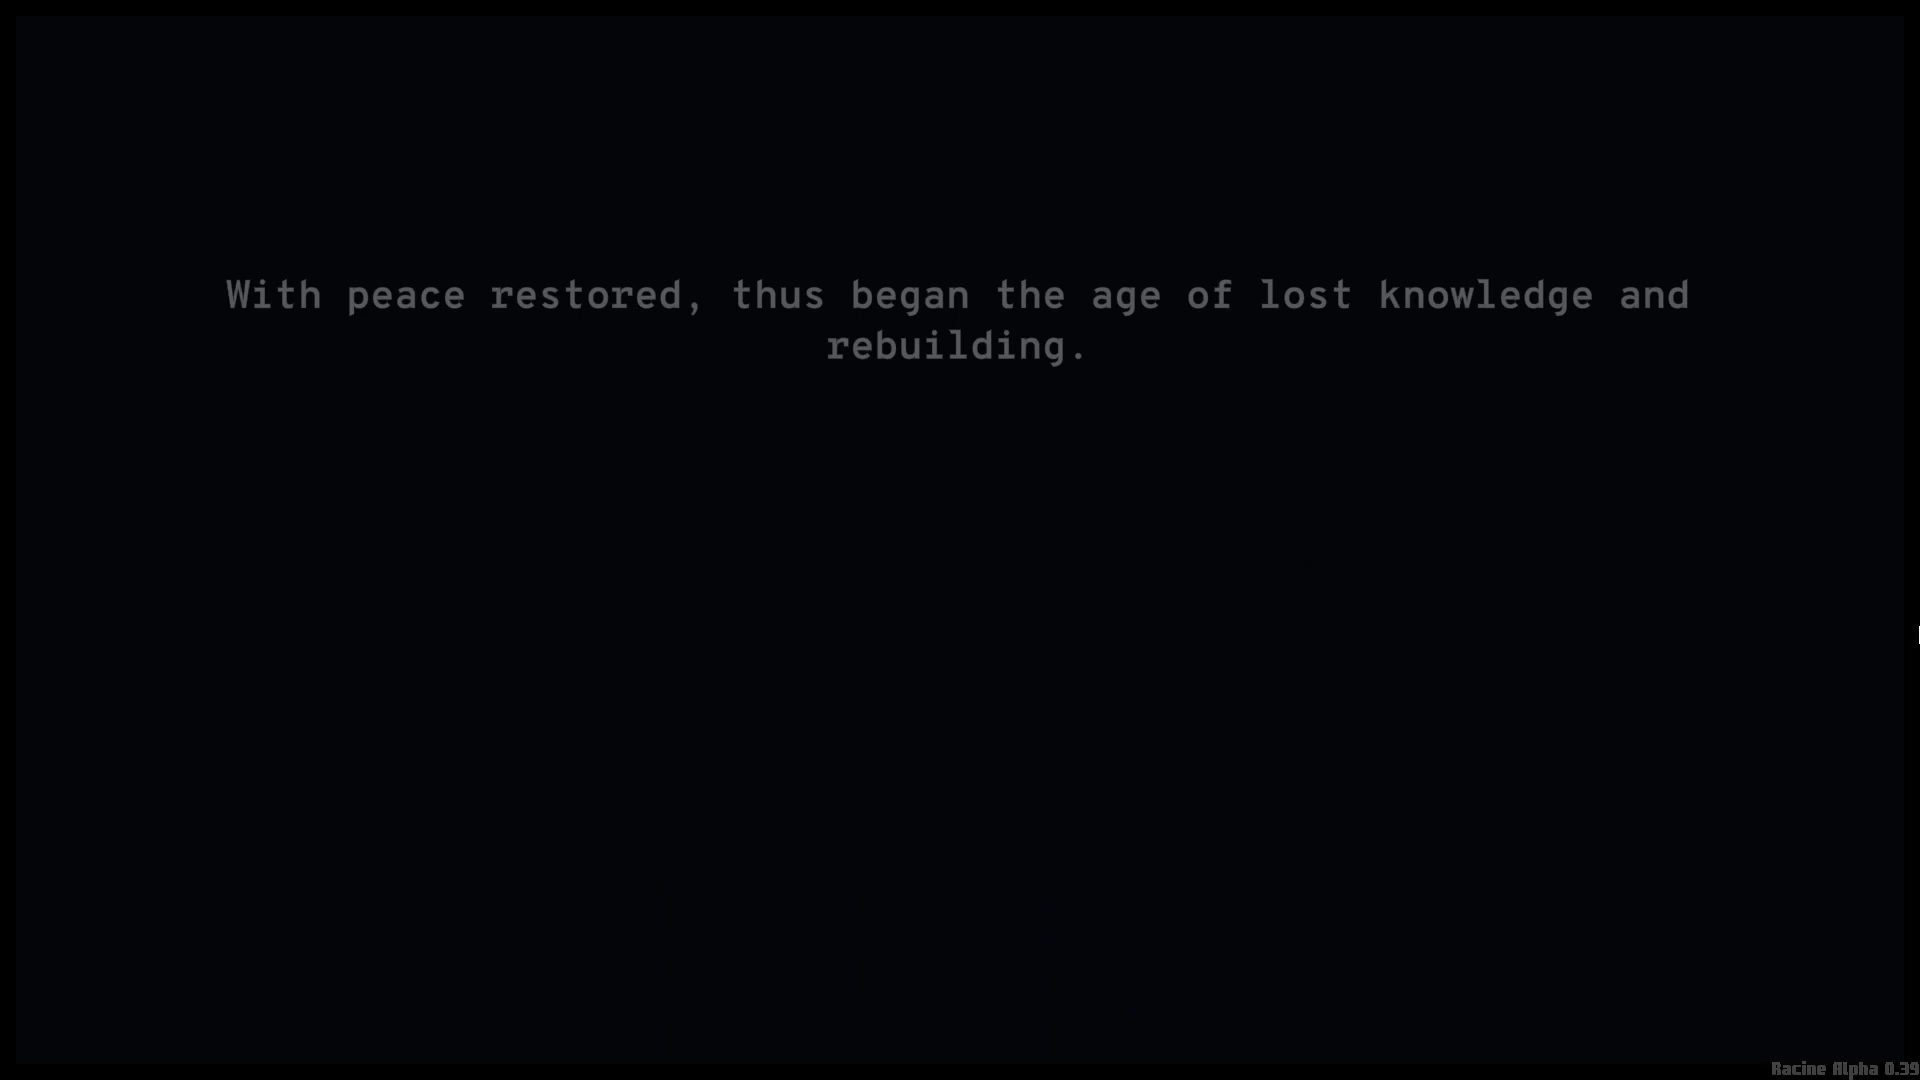 With peace restored, thus began the age of lost knowledge and
rebuilding.
Racine Alpha 0.39